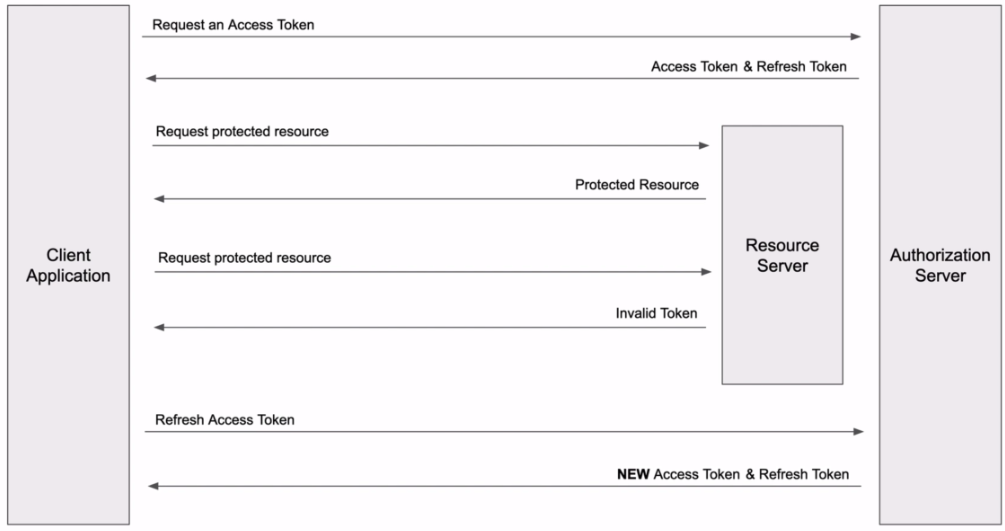 Request an Access Token
Access Token & Refresh Token
Request protected resource
Protected Resource
Request protected resource
Invalid Token
Client
Application
Resource
Server
Authorization
Server
Refresh Access Token
NEW Access Token & Refresh Token